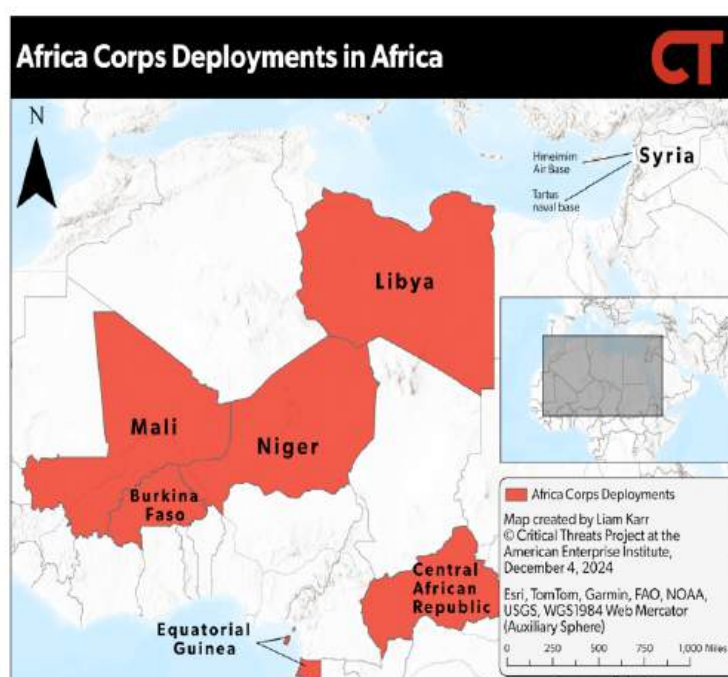 Africa Corps Deployments in Africa
CT
N
Hmeimim
Air Base
Syria
Tartus
naval base
Libya
Mali
Niger
Burkina
Faso
Central
African
Republic
Equatorial
Guinea
Africa Corps Deployments
Map created by Liam Karr
© Critical Threats Project at the
American Enterprise Institute,
December 4, 2024
Esri, TomTom, Garmin, FAO, NOAA,
USGS, WGS1984 Web Mercator
(Auxiliary Sphere)
0 250 500 1,000 Miles